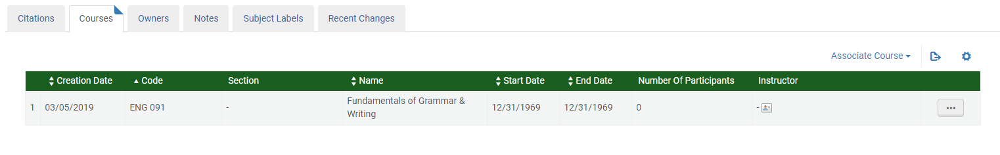 Citations Courses Owners Notes Subject Labels Recent Changes
Associate Course
Creation Date Code Section Name Start Date End Date Number Of Participants Instructor
1 03/05/2019 ENG 091 - Fundamentals of Grammar & 12/31/1969 12/31/1969 0 -
Writing